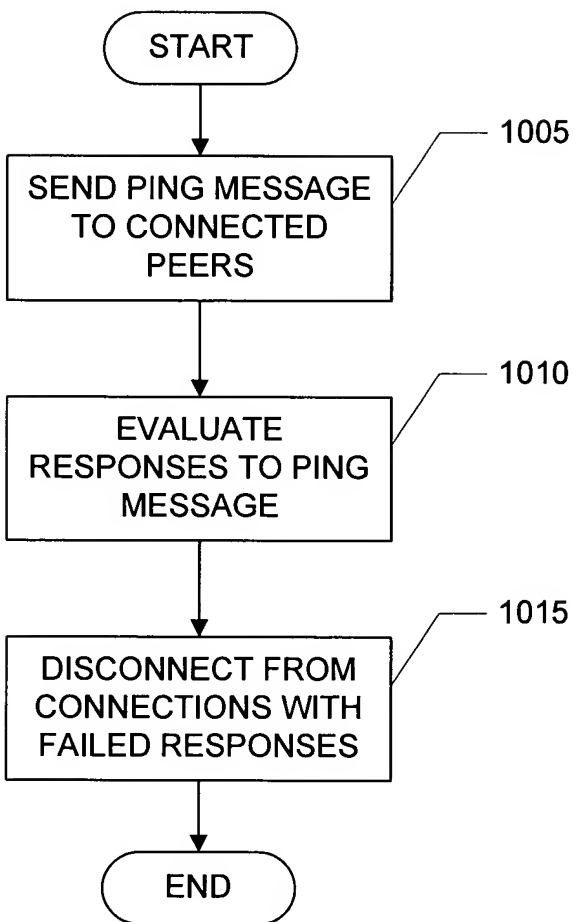 START
1005
SEND PING MESSAGE
TO CONNECTED
PEERS
1010
EVALUATE
RESPONSES TO PING
MESSAGE
1015
DISCONNECT FROM
CONNECTIONS WITH
FAILED RESPONSES
END